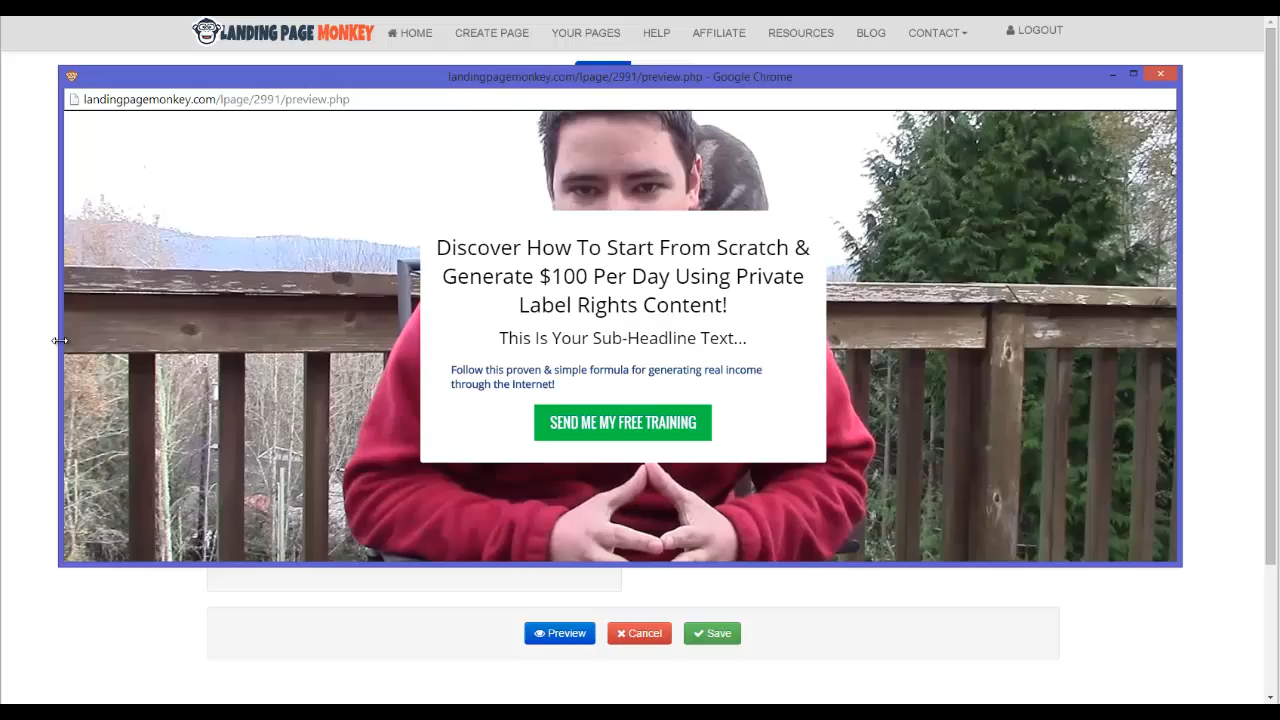 LANDING PAGE MONKEY HOME CREATE PAGE YOUR PAGES HELP AFFILIATE RESOURCES BLOG CONTACT LOGOUT
landingpagemonkey.com/lpage/2991/preview.php - Google Chrome
landingpagemonkey.com/lpage/2991/preview.php
Discover How To Start From Scratch &
Generate $100 Per Day Using Private
Label Rights Content!
This Is Your Sub-Headline Text...
Follow this proven & simple formula for generating real income
through the Internet!
SEND ME MY FREE TRAINING
Preview Cancel Save